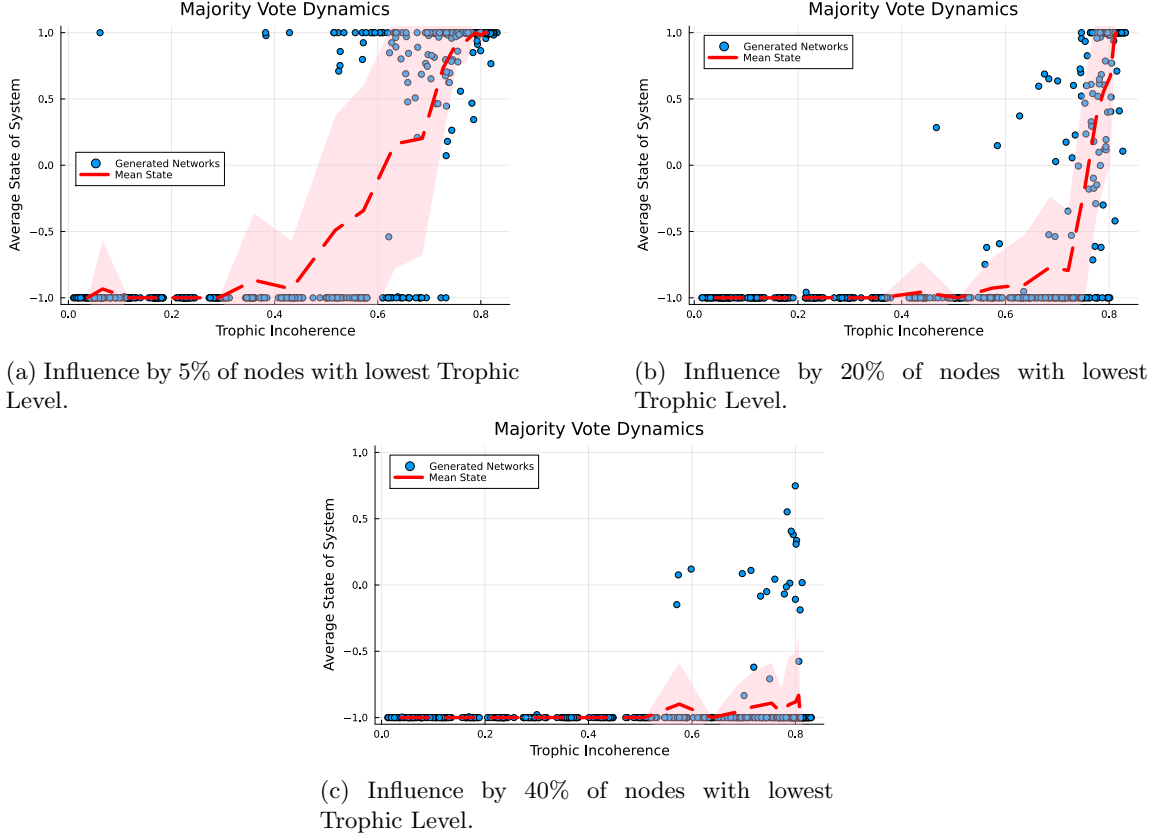 Majority Vote Dynamics
1.0
0.5
0.0
−0.5
−1.0
Average State of System
Generated Networks
Mean State
0.0
0.2
0.4
0.6
0.8
Trophic Incoherence
(a) Influence by 5% of nodes with lowest Trophic
Level.
Majority Vote Dynamics
1.0
0.5
0.0
−0.5
−1.0
Average State of System
Generated Networks
Mean State
0.0
0.2
0.4
0.6
0.8
Trophic Incoherence
(b) Influence by 20% of nodes with lowest
Trophic Level.
Majority Vote Dynamics
1.0
0.5
0.0
−0.5
−1.0
Average State of System
Generated Networks
Mean State
0.0
0.2
0.4
0.6
0.8
Trophic Incoherence
(c) Influence by 40% of nodes with lowest
Trophic Level.